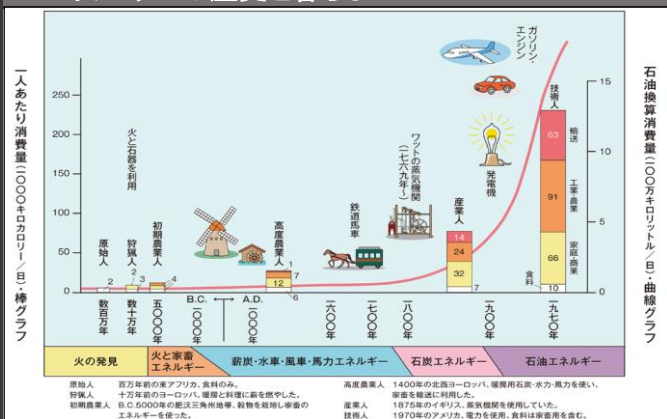 一人あたり消費量(一〇〇〇キロカロリー/日)・棒グラフ
石油換算消費量(一〇〇万キロリットル/日)・曲線グラフ
250
200
150
100
50
0
15
10
5
0
火と石器を利用
原始人
2
狩猟人
2
3
初期農業人
4
高度農業人
1
7
12
6
鉄道馬車
ワットの蒸気機関
(一七六九年〜)
産業人
14
24
32
7
発電機
ガソリン・
エンジン
技術人
63
91
66
10
輸送
工業・農業
家庭・商業
食料
数百万年
数十万年
五〇〇〇年
一〇〇〇年
B.C.
A.D.
一〇〇〇年
一六〇〇年
一七〇〇年
一八〇〇年
一九〇〇年
一九七〇年
火の発見
火と家畜
エネルギー
薪炭・水車・風車・馬力エネルギー
石炭エネルギー
石油エネルギー
原始人 百万年前の東アフリカ、食料のみ。
狩猟人 十万年前のヨーロッパ、暖房と料理に薪を燃やした。
初期農業人 B.C.5000年の肥沃三角州地帯、穀物を栽培し家畜の
エネルギーを使った。
高度農業人 1400年の北西ヨーロッパ、暖房用石炭・水力・風力を使い、
家畜を輸送に利用した。
産業人 1875年のイギリス、蒸気機関を使用していた。
技術人 1970年のアメリカ、電力を使用、食料は家畜用を含む。